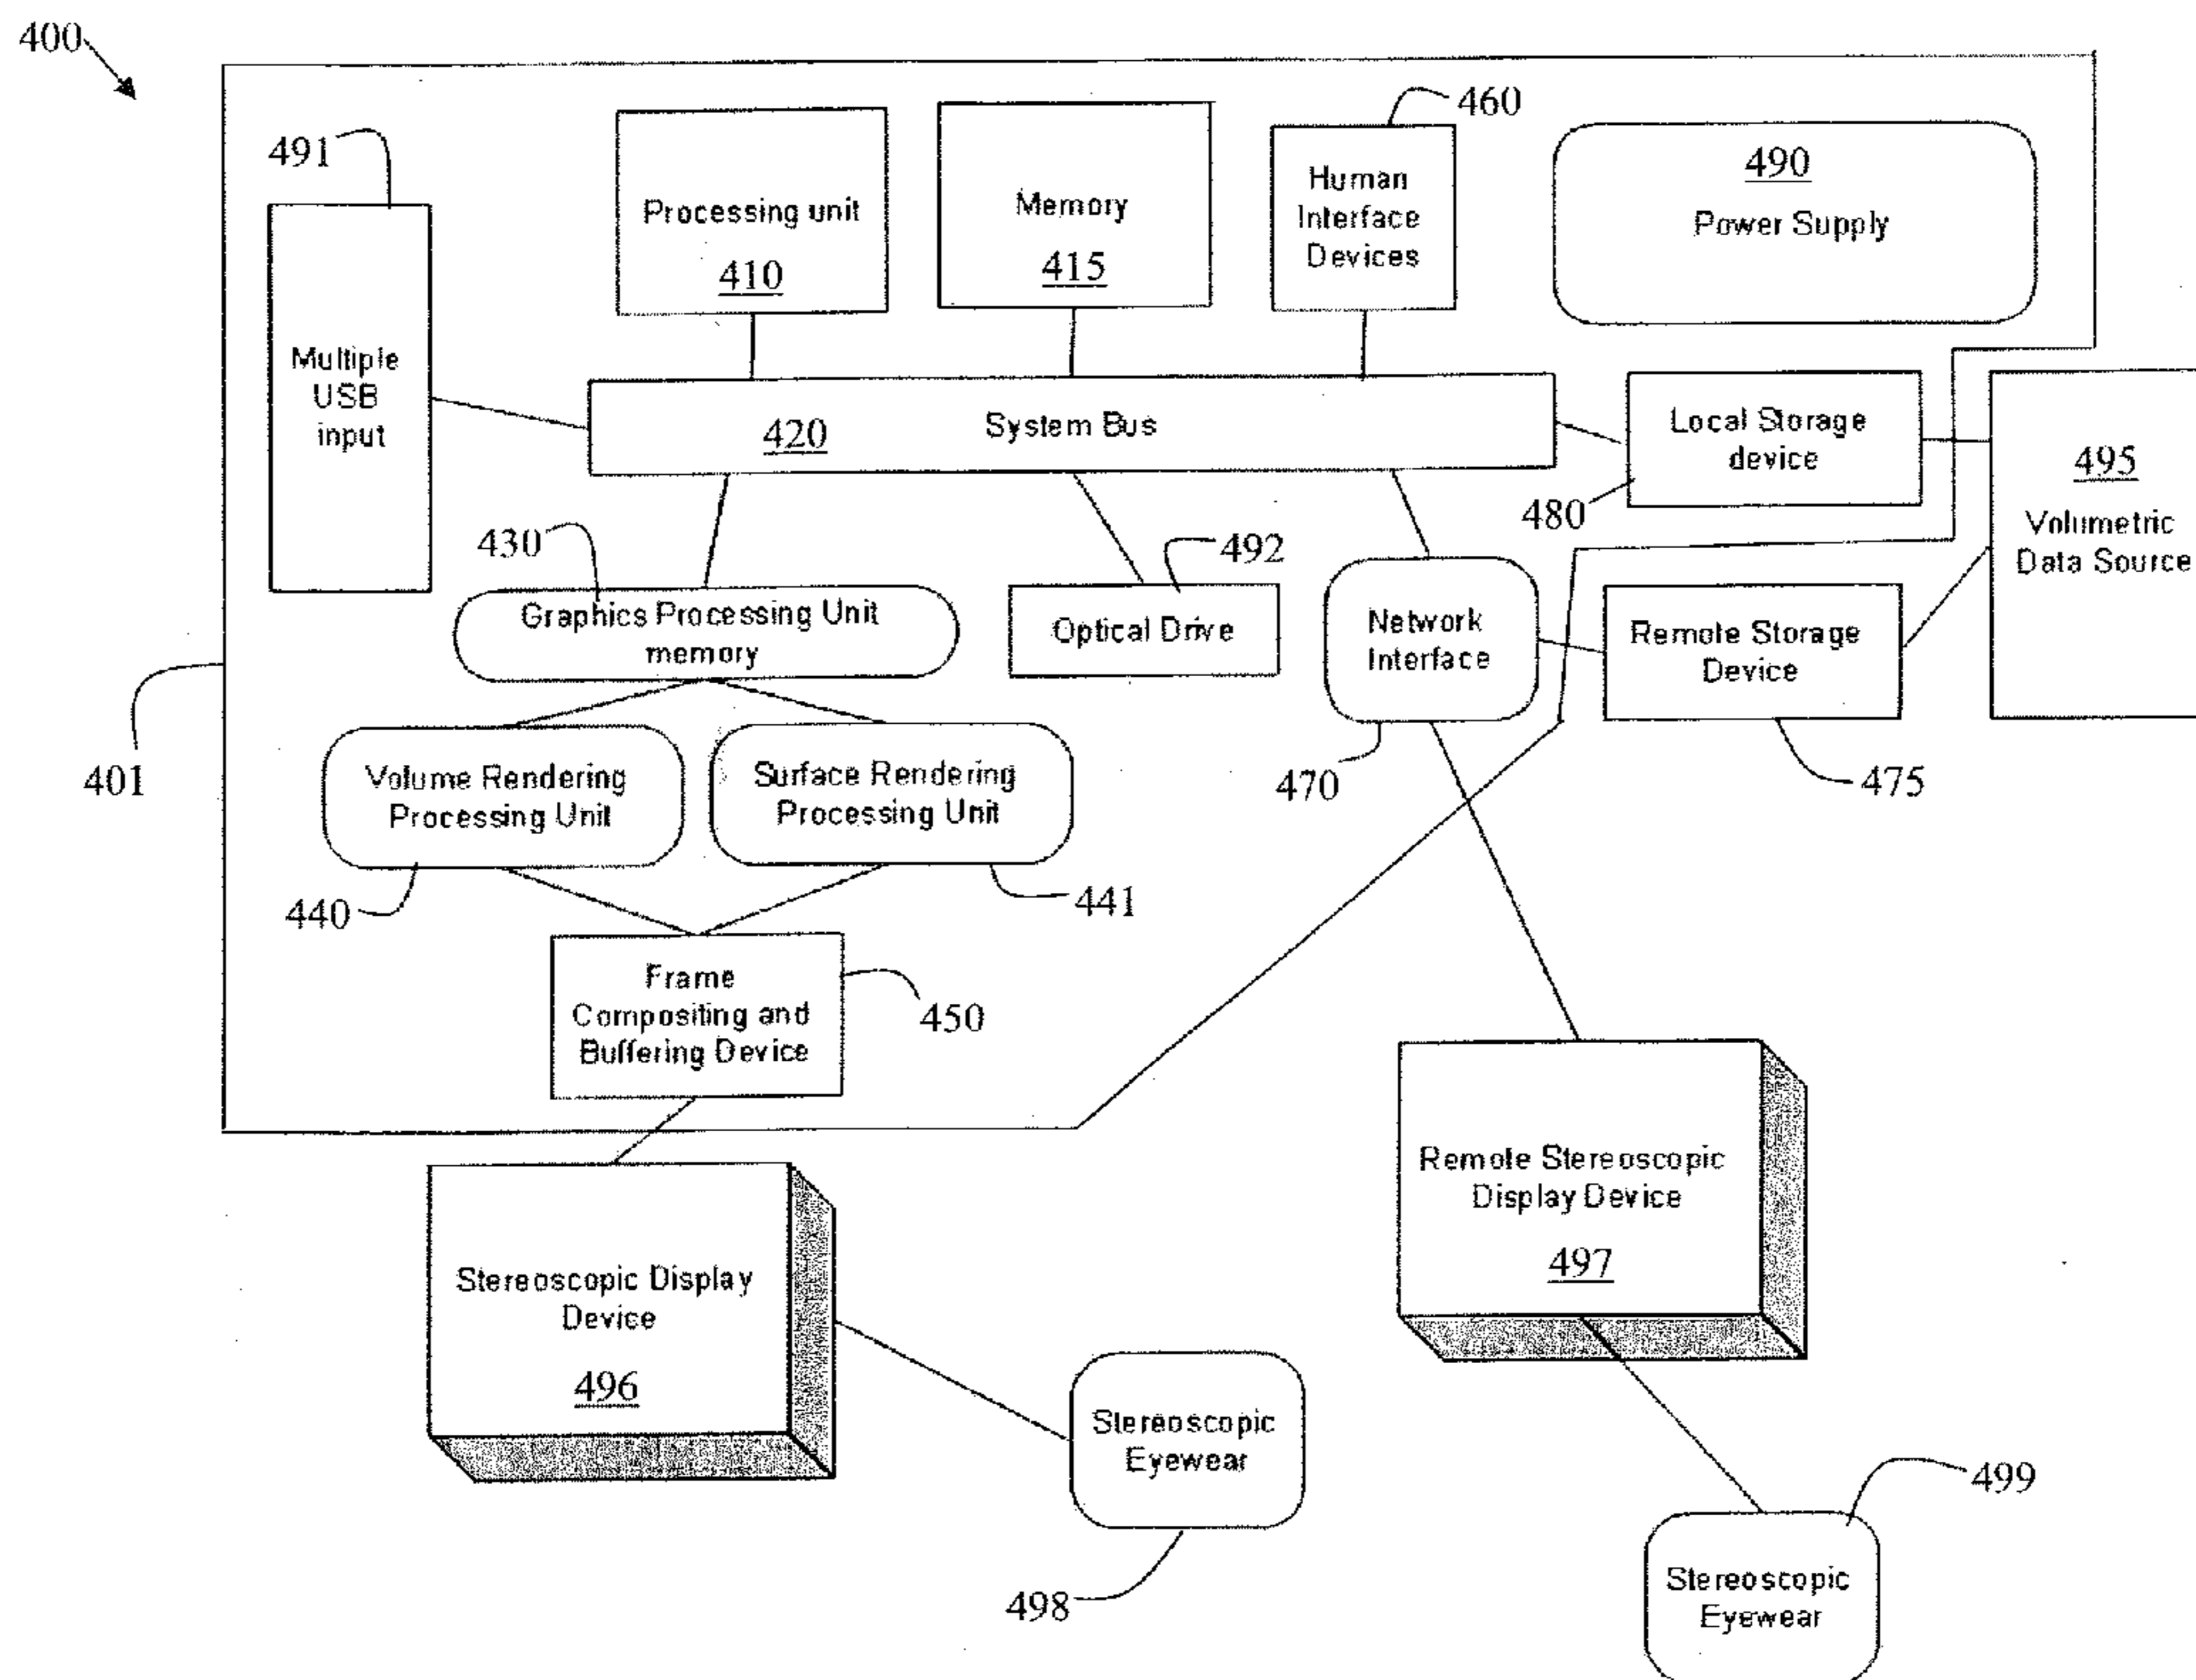 400
491
460
490
Power Supply
Processing unit
410
Memory
415
Human
Interface
Devices
Multiple
USB
input
420
System Bus
Local Storage
device
480
495
Volumetric
Data Source
430
Graphics Processing Unit
memory
492
Optical Drive
Network
Interface
470
Remote Storage
Device
475
401
Volume Rendering
Processing Unit
440
Surface Rendering
Processing Unit
441
Frame
Compositing and
Buffering Device
450
Remote Stereoscopic
Display Device
497
Stereoscopic Display
Device
496
Stereoscopic
Eyewear
498
499
Stereoscopic
Eyewear